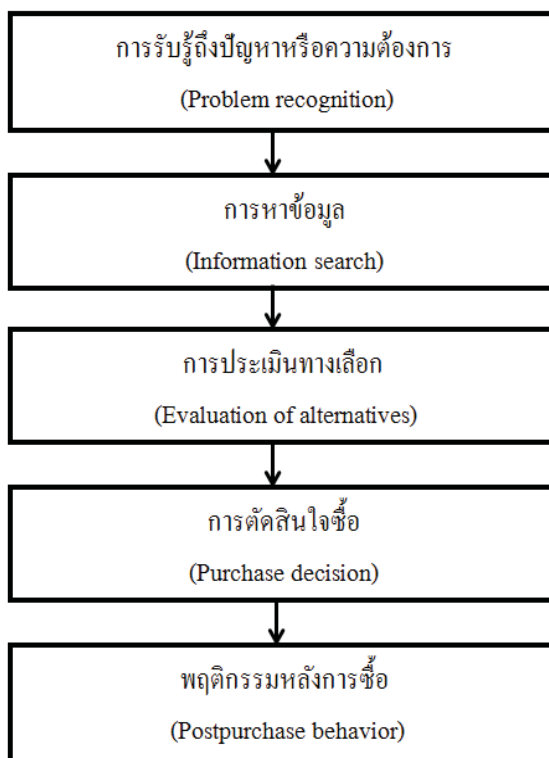 การรับรู้ถึงปัญหาหรือความต้องการ
(Problem recognition)
การหาข้อมูล
(Information search)
การประเมินทางเลือก
(Evaluation of alternatives)
การตัดสินใจซื้อ
(Purchase decision)
พฤติกรรมหลังการซื้อ
(Postpurchase behavior)